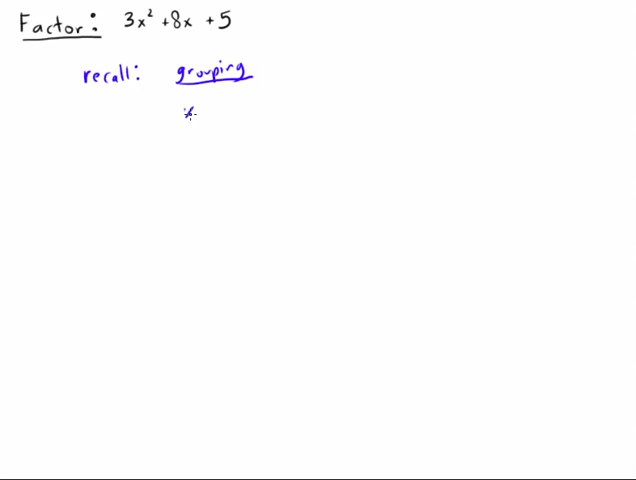 Factor: 3x² + 8x + 5
recall: grouping
x